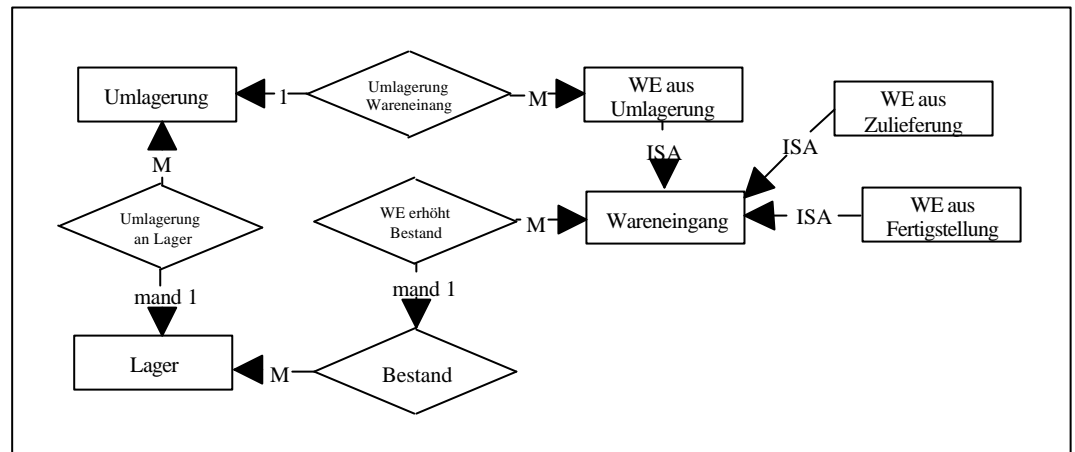 Umlagerung
1
Umlagerung
Wareneinang
M
WE aus
Umlagerung
WE aus
Zulieferung
ISA
ISA
M
Umlagerung
an Lager
WE erhöht
Bestand
M
Wareneingang
ISA
WE aus
Fertigstellung
mand 1
mand 1
Lager
M
Bestand